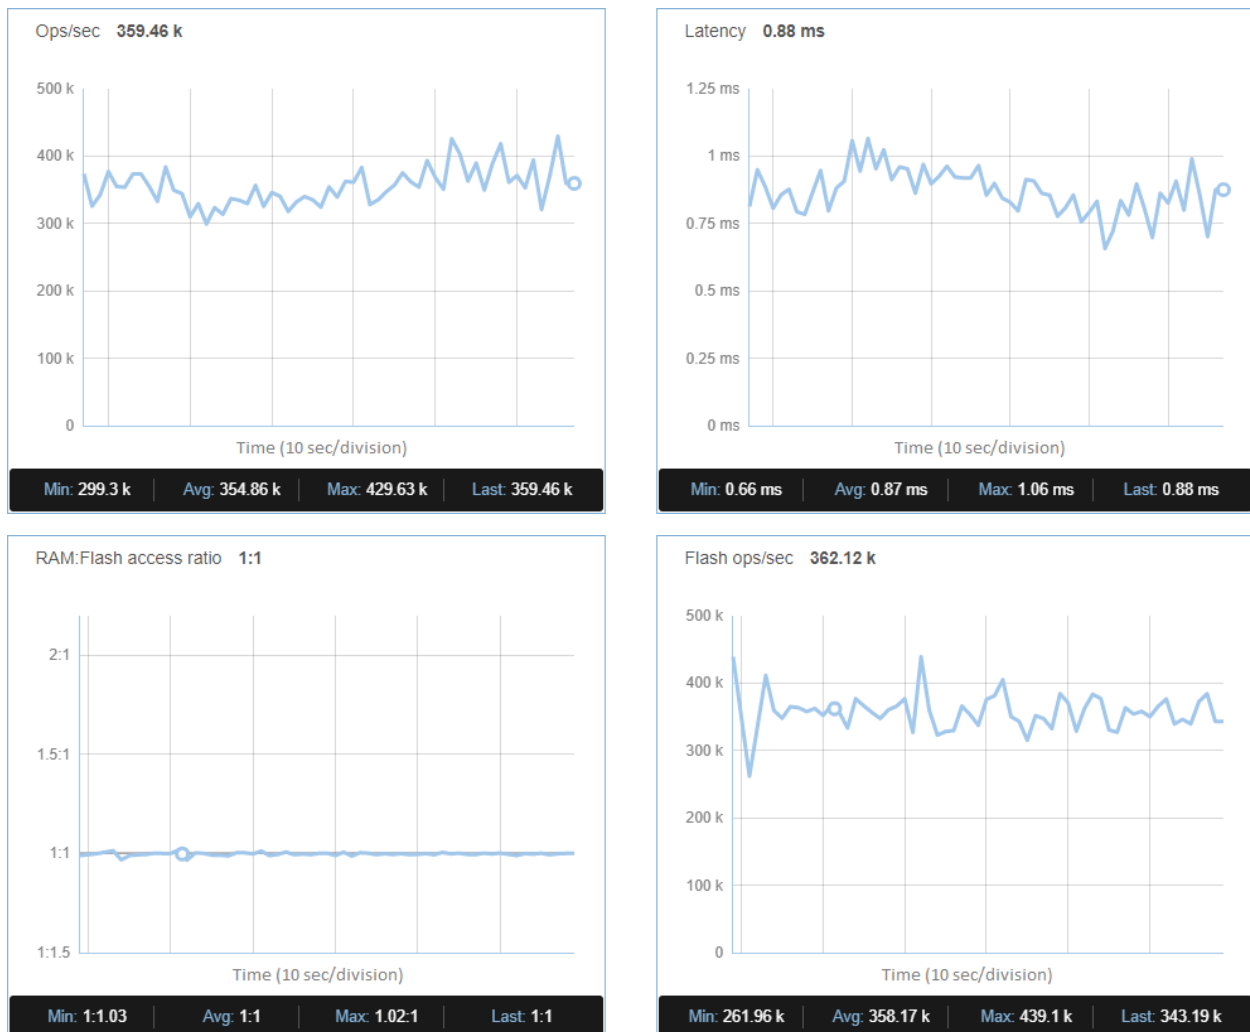 Ops/sec 359.46 k
500 k
400 k
300 k
200 k
100 k
0
Time (10 sec/division)
Min: 299.3 k Avg: 354.86 k Max: 429.63 k Last: 359.46 k
Latency 0.88 ms
1.25 ms
1 ms
0.75 ms
0.5 ms
0.25 ms
0 ms
Time (10 sec/division)
Min: 0.66 ms Avg: 0.87 ms Max: 1.06 ms Last: 0.88 ms
RAM:Flash access ratio 1:1
2:1
1.5:1
1:1
1:1.5
Time (10 sec/division)
Min: 1:1.03 Avg: 1:1 Max: 1.02:1 Last: 1:1
Flash ops/sec 362.12 k
500 k
400 k
300 k
200 k
100 k
0
Time (10 sec/division)
Min: 261.96 k Avg: 358.17 k Max: 439.1 k Last: 343.19 k